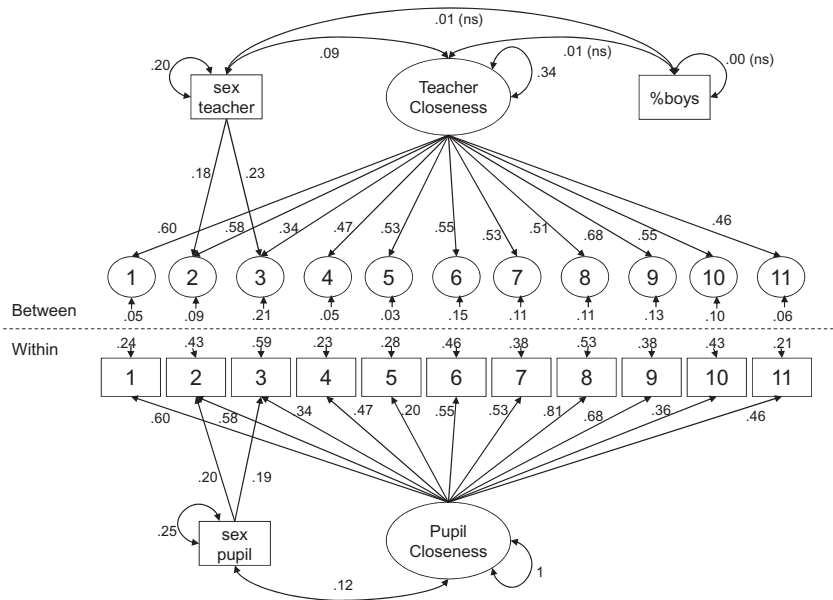 .01 (ns)
.09
.01 (ns)
.20
.34
.00 (ns)
sex
teacher
Teacher
Closeness
%boys
.18
.23
.60
.58
.34
.47
.53
.55
.53
.51
.68
.55
.46
1 2 3 4 5 6 7 8 9 10 11
Between
.05 .09 .21 .05 .03 .15 .11 .11 .13 .10 .06
Within
.24 .43 .59 .23 .28 .46 .38 .53 .38 .43 .21
1 2 3 4 5 6 7 8 9 10 11
.60 .58 .34 .47 .20 .55 .53 .81 .68 .36 .46
.20 .19
.25
sex
pupil
Pupil
Closeness
1
.12